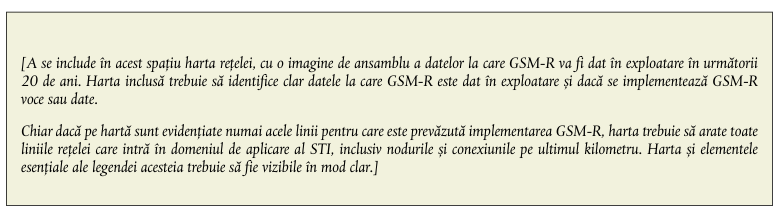 [A se include în acest spațiu harta rețelei, cu o imagine de ansamblu a datelor la care GSM-R va fi dat în exploatare în următorii
20 de ani. Harta inclusă trebuie să identifice clar datele la care GSM-R este dat în exploatare și dacă se implementează GSM-R
voce sau date.
Chiar dacă pe hartă sunt evidențiate numai acele linii pentru care este prevăzută implementarea GSM-R, harta trebuie să arate toate
liniile rețelei care intră în domeniul de aplicare al STI, inclusiv nodurile și conexiunile pe ultimul kilometru. Harta și elementele
esențiale ale legendei acesteia trebuie să fie vizibile în mod clar.]